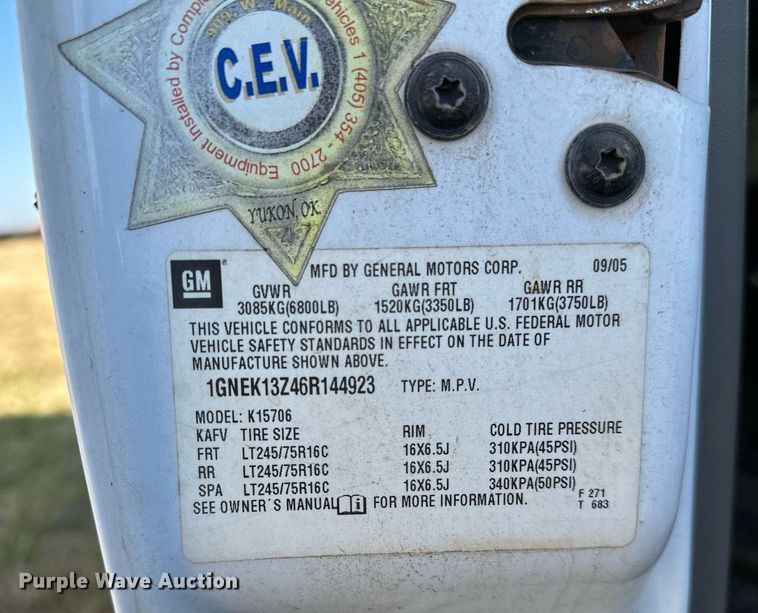 909 W. Main
Equipment Installed by Comple
ehicles 1 (405) 354 - 2700
C.E.V.
YUKON, OK.
GM
MFD BY GENERAL MOTORS CORP. 09/05
GVWR GAWR FRT GAWR RR
3085KG(6800LB) 1520KG(3350LB) 1701KG(3750LB)
THIS VEHICLE CONFORMS TO ALL APPLICABLE U.S. FEDERAL MOTOR
VEHICLE SAFETY STANDARDS IN EFFECT ON THE DATE OF
MANUFACTURE SHOWN ABOVE.
1GNEK13Z46R144923 TYPE: M.P.V.
MODEL: K15706
KAFV TIRE SIZE RIM COLD TIRE PRESSURE
FRT LT245/75R16C 16X6.5J 310KPA(45PSI)
RR LT245/75R16C 16X6.5J 310KPA(45PSI)
SPA LT245/75R16C 16X6.5J 340KPA(50PSI)
SEE OWNER'S MANUAL FOR MORE INFORMATION.
F 271
T 683
Purple Wave Auction